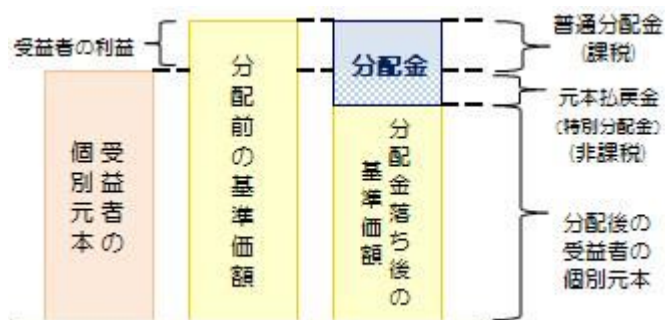 受益者の利益
受益者の
個別元本
分配前の基準価額
分配金
分配金落ち後の
基準価額
普通分配金
(課税)
元本払戻金
(特別分配金)
(非課税)
分配後の
受益者の
個別元本